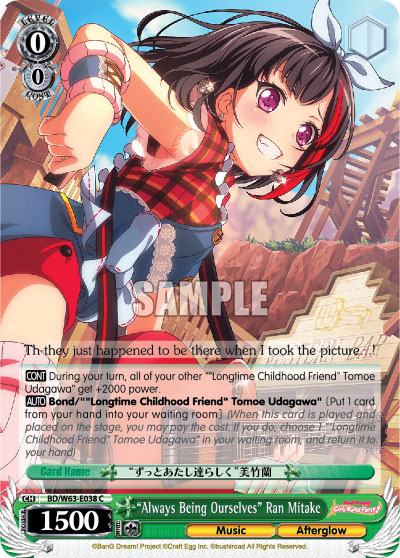 LEVEL
0
0
COST
SAMPLE
Th-they just happened to be there when I took the picture...!
CONT During your turn, all of your other ""Longtime Childhood Friend" Tomoe
Udagawa" get +2000 power.
AUTO Bond/""Longtime Childhood Friend" Tomoe Udagawa" [Put 1 card
from your hand into your waiting room] (When this card is played and
placed on the stage, you may pay the cost. If you do, choose 1 ""Longtime
Childhood Friend" Tomoe Udagawa" in your waiting room, and return it to
your hand)
Card Name
“ずっとあたし達らしく”美竹蘭
CH BD/W63-E038 C
1500
“Always Being Ourselves” Ran Mitake
Music
Afterglow
©BanG Dream! Project ©Craft Egg Inc. ©bushiroad All Rights Reserved.